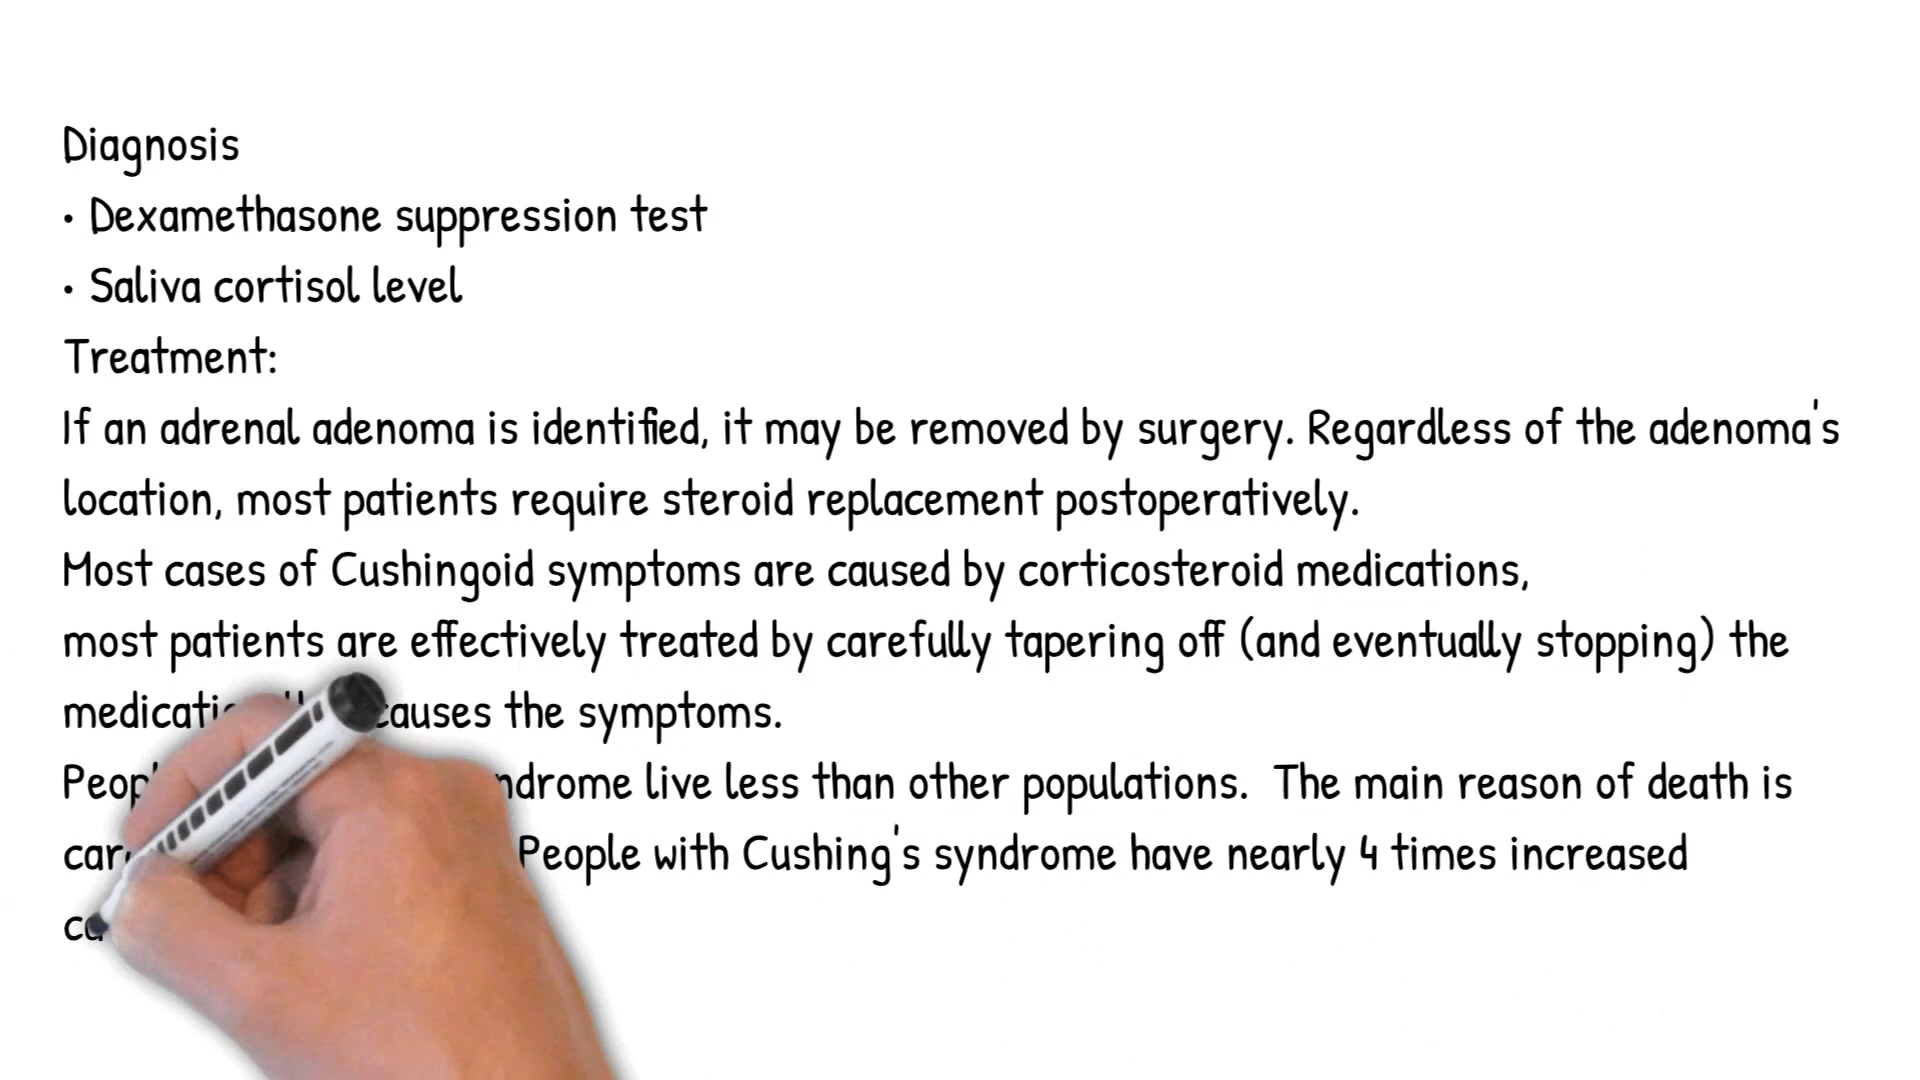 Diagnosis
• Dexamethasone suppression test
• Saliva cortisol level
Treatment:
If an adrenal adenoma is identified, it may be removed by surgery. Regardless of the adenoma's
location, most patients require steroid replacement postoperatively.
Most cases of Cushingoid symptoms are caused by corticosteroid medications,
most patients are effectively treated by carefully tapering off (and eventually stopping) the
causes the symptoms.
live less than other populations. The main reason of death is
People with Cushing's syndrome have nearly 4 times increased